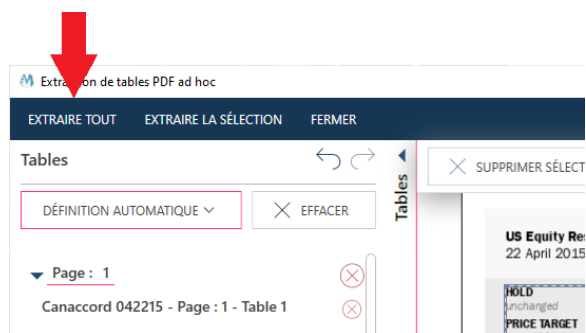 Extraction de tables PDF ad hoc
EXTRAIRE TOUT EXTRAIRE LA SÉLECTION FERMER
Tables
SUPPRIMER SÉLECT
Tables
DÉFINITION AUTOMATIQUE EFFACER
US Equity Res
22 April 2015
Page : 1
HOLD
unchanged
Canaccord 042215 - Page : 1 - Table 1
PRICE TARGET